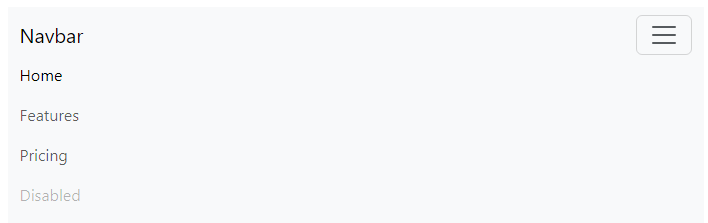 Navbar
Home
Features
Pricing
Disabled